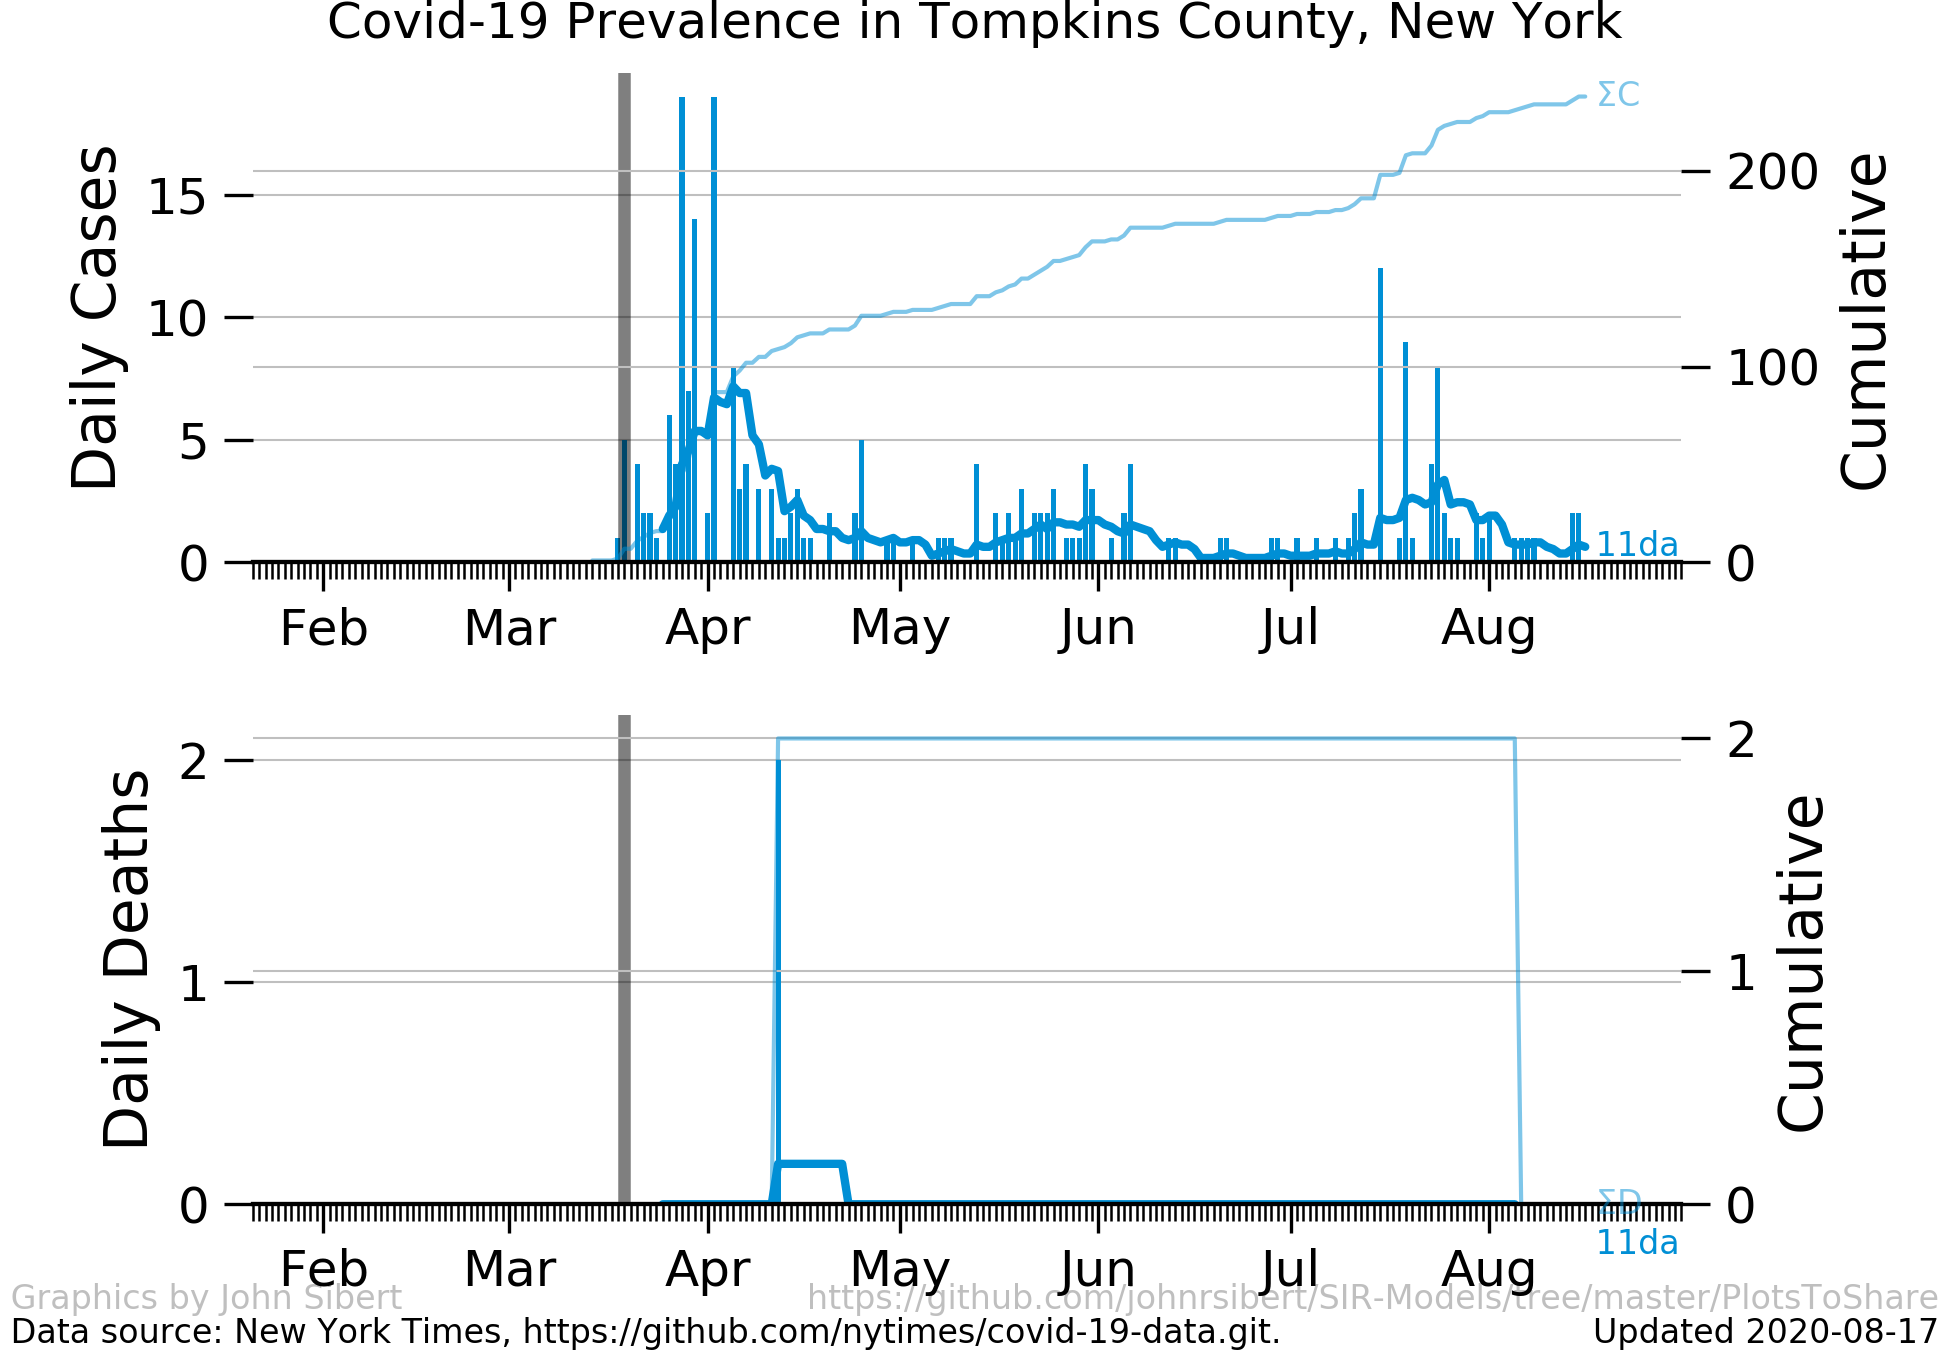 Covid-19 Prevalence in Tompkins County, New York
Daily Cases
15
10
5
0
ΣC
11da
200
100
0
Cumulative
Feb Mar Apr May Jun Jul Aug
Daily Deaths
2
1
0
2
1
0
Cumulative
ΣD
11da
Feb Mar Apr May Jun Jul Aug
Graphics by John Sibert https://github.com/johnrsibert/SIR-Models/tree/master/PlotsToShare
Data source: New York Times, https://github.com/nytimes/covid-19-data.git. Updated 2020-08-17